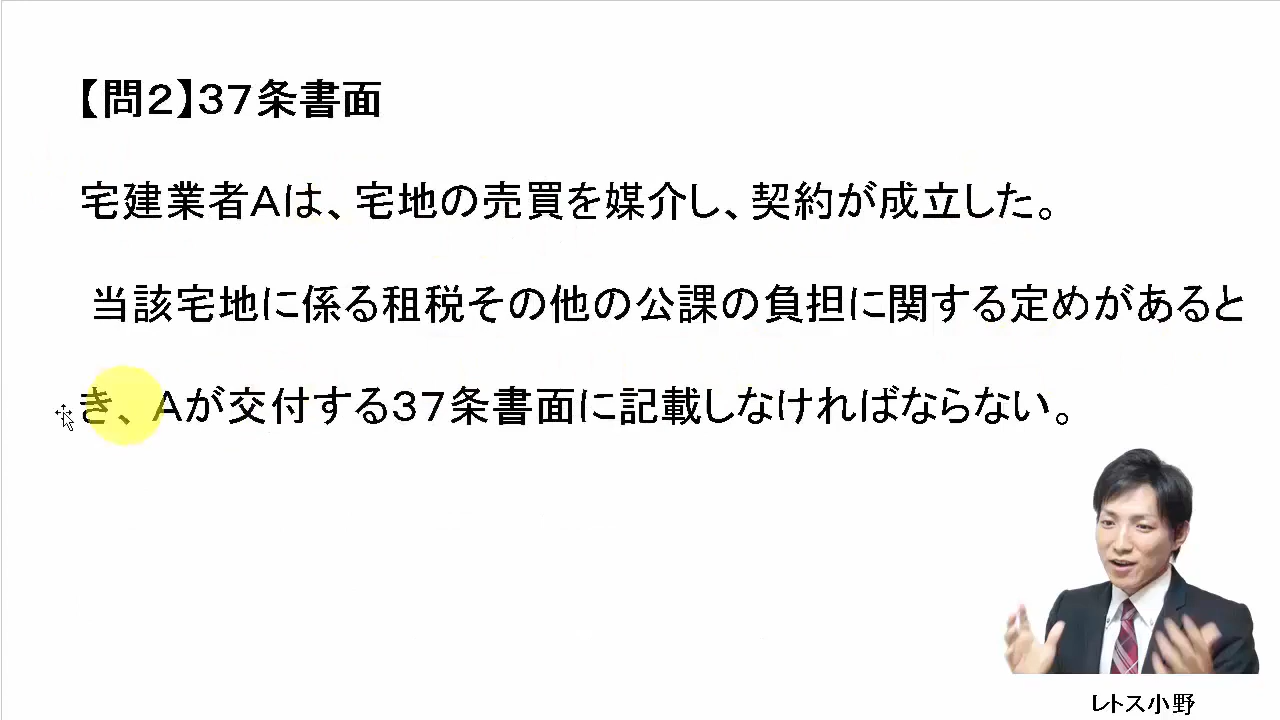 【問2】37条書面
宅建業者Aは、宅地の売買を媒介し、契約が成立した。
当該宅地に係る租税その他の公課の負担に関する定めがあると
き、Aが交付する37条書面に記載しなければならない。
レトス小野